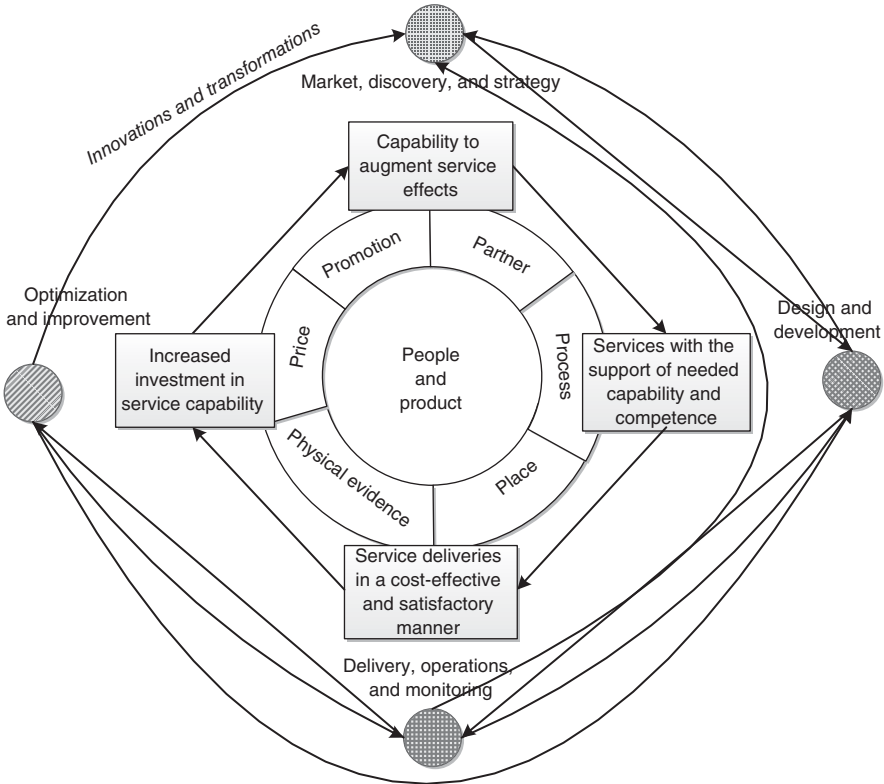 Innovations and transformations
Market, discovery, and strategy
Capability to
augment service
effects
Promotion
Partner
Optimization
and improvement
Design and
development
Increased
investment in
service capability
Price
People
and
product
Process
Services with the
support of needed
capability and
competence
Physical evidence
Place
Service deliveries
in a cost-effective
and satisfactory
manner
Delivery, operations,
and monitoring